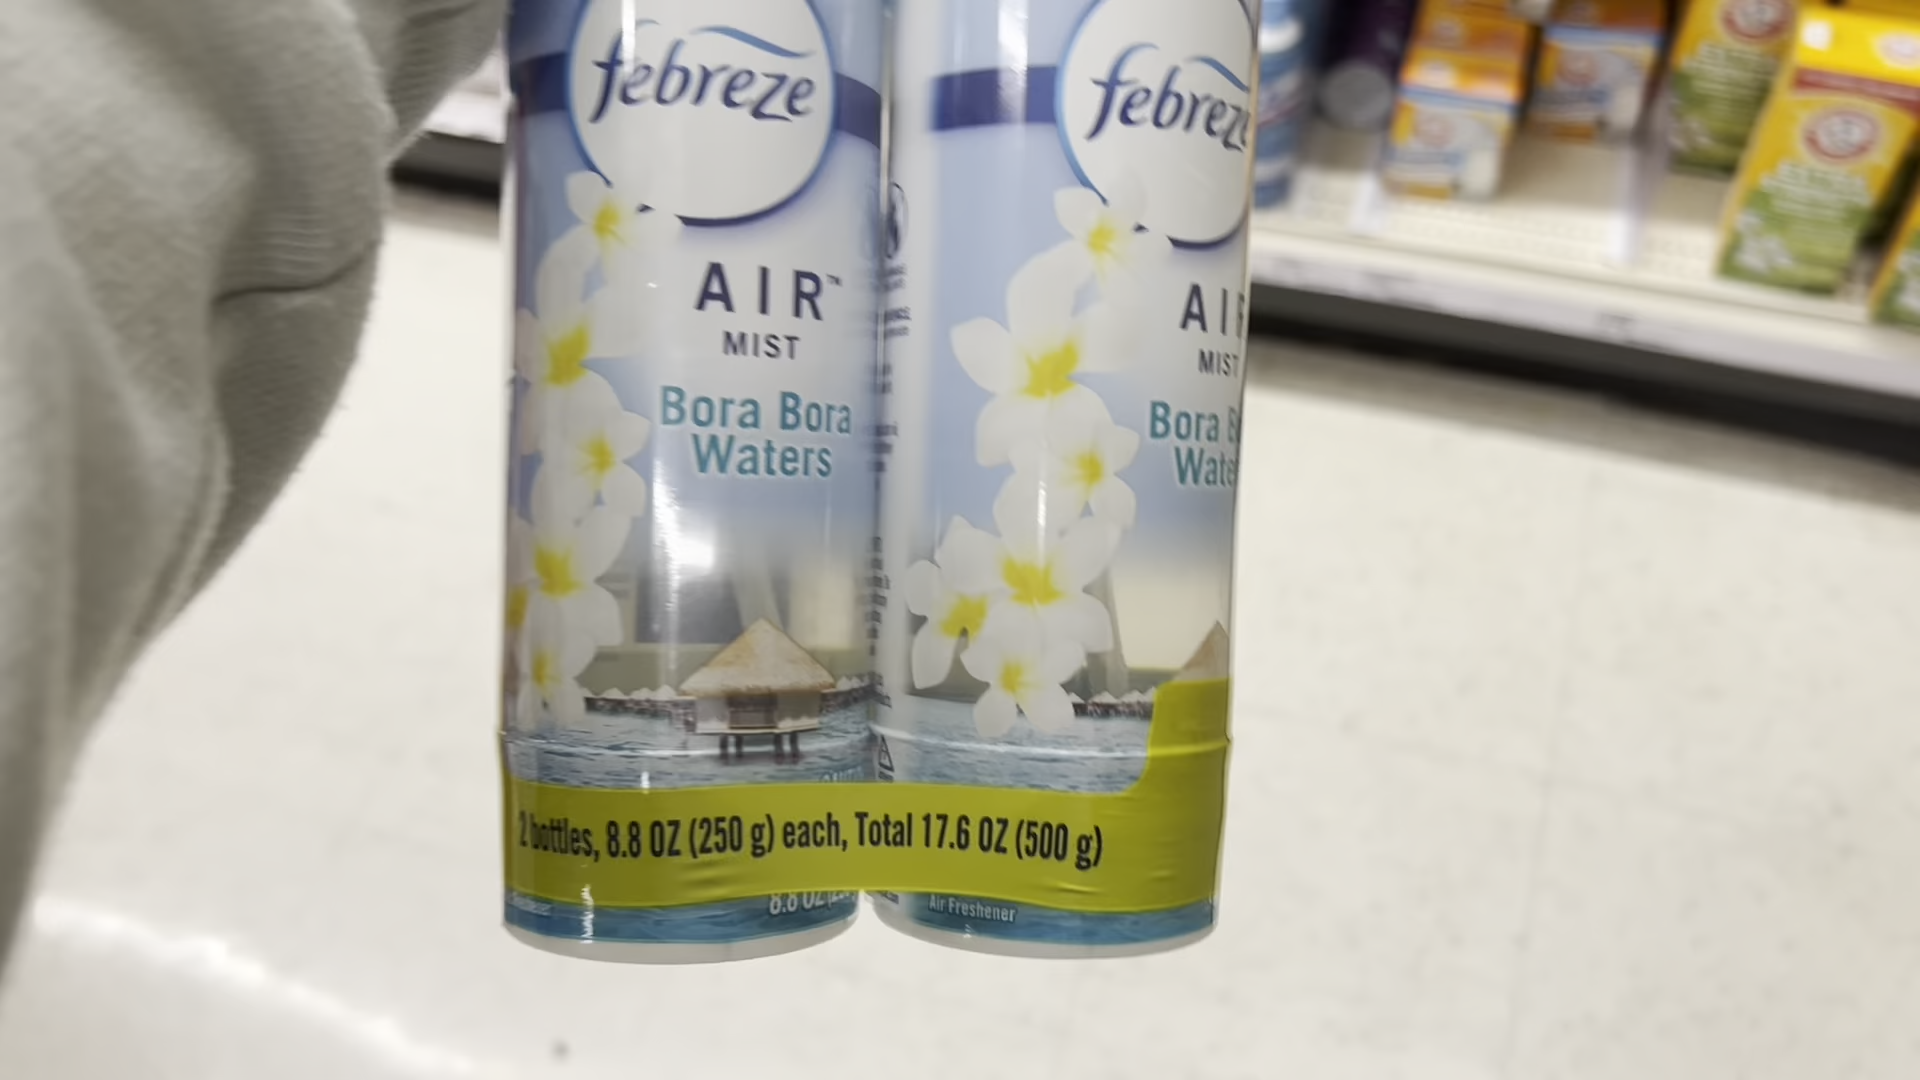 febreze
AIR™
MIST
Bora Bora
Waters
febreze
AIR
MIST
Bora
2 bottles, 8.8 OZ (250 g) each, Total 17.6 OZ (500 g)
8.8 OZ
Air Freshener